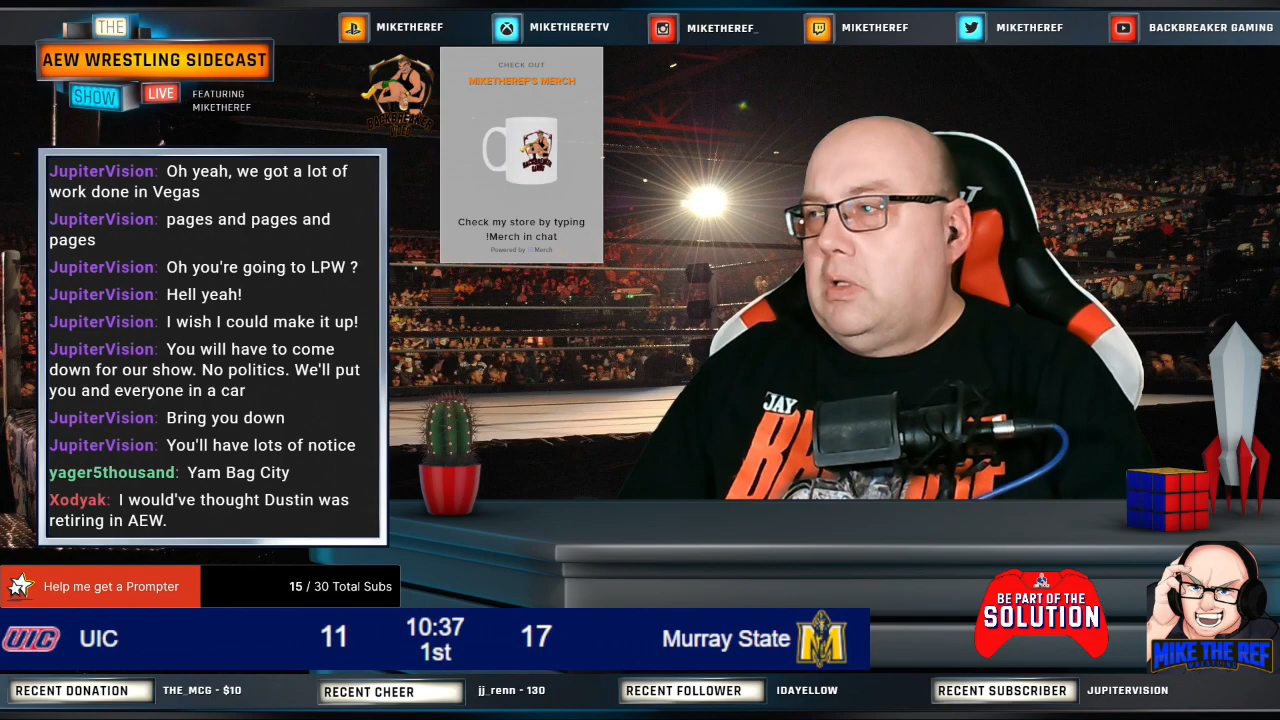 THE
AEW WRESTLING SIDECAST
SHOW
LIVE
FEATURING
MIKETHEREF
MIKETHEREF
MIKETHEREFTV
MIKETHEREF_
MIKETHEREF
MIKETHEREF
BACKBREAKER GAMING
BACKBREAKER
VIDEO
CHECK OUT
MIKETHEREF'S MERCH
Check my store by typing
!Merch in chat
Powered by Merch
JupiterVision: Oh yeah, we got a lot of
work done in Vegas
JupiterVision: pages and pages and
pages
JupiterVision: Oh you're going to LPW ?
JupiterVision: Hell yeah!
JupiterVision: I wish I could make it up!
JupiterVision: You will have to come
down for our show. No politics. We'll put
you and everyone in a car
JupiterVision: Bring you down
JupiterVision: You'll have lots of notice
yager5thousand: Yam Bag City
Xodyak: I would've thought Dustin was
retiring in AEW.
JAY
Help me get a Prompter
15 / 30 Total Subs
UIC
UIC
11
10:37
1st
17
Murray State
M
BE PART OF THE
SOLUTION
MIKE THE REF
WRESTLING
RECENT DONATION
THE_MCG - $10
RECENT CHEER
jj_renn - 130
RECENT FOLLOWER
IDAYELLOW
RECENT SUBSCRIBER
JUPITERVISION